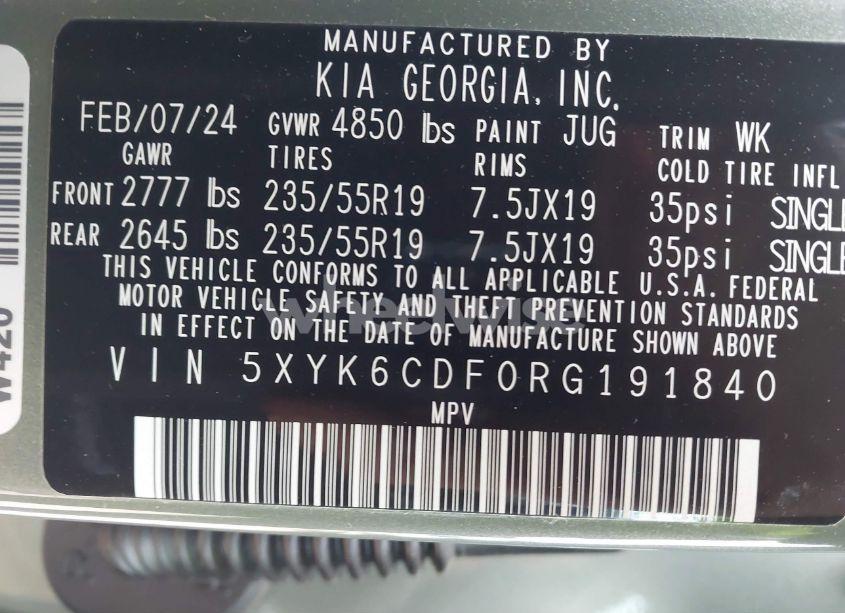 MANUFACTURED BY
KIA GEORGIA, INC.
FEB/07/24 GVWR 4850 lbs PAINT JUG TRIM WK
GAWR TIRES RIMS COLD TIRE INFL
FRONT 2777 lbs 235/55R19 7.5JX19 35psi SINGLE
REAR 2645 lbs 235/55R19 7.5JX19 35psi SINGLE
THIS VEHICLE CONFORMS TO ALL APPLICABLE U.S.A. FEDERAL
MOTOR VEHICLE SAFETY AND THEFT PREVENTION STANDARDS
IN EFFECT ON THE DATE OF MANUFACTURE SHOWN ABOVE
VIN 5XYK6CDF0RG191840
MPV
W420
wheelwise